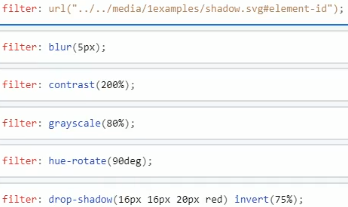 filter: url("../../media/1examples/shadow.svg#element-id");
filter: blur(5px);
filter: contrast(200%);
filter: grayscale(80%);
filter: hue-rotate(90deg);
filter: drop-shadow(16px 16px 20px red) invert(75%);